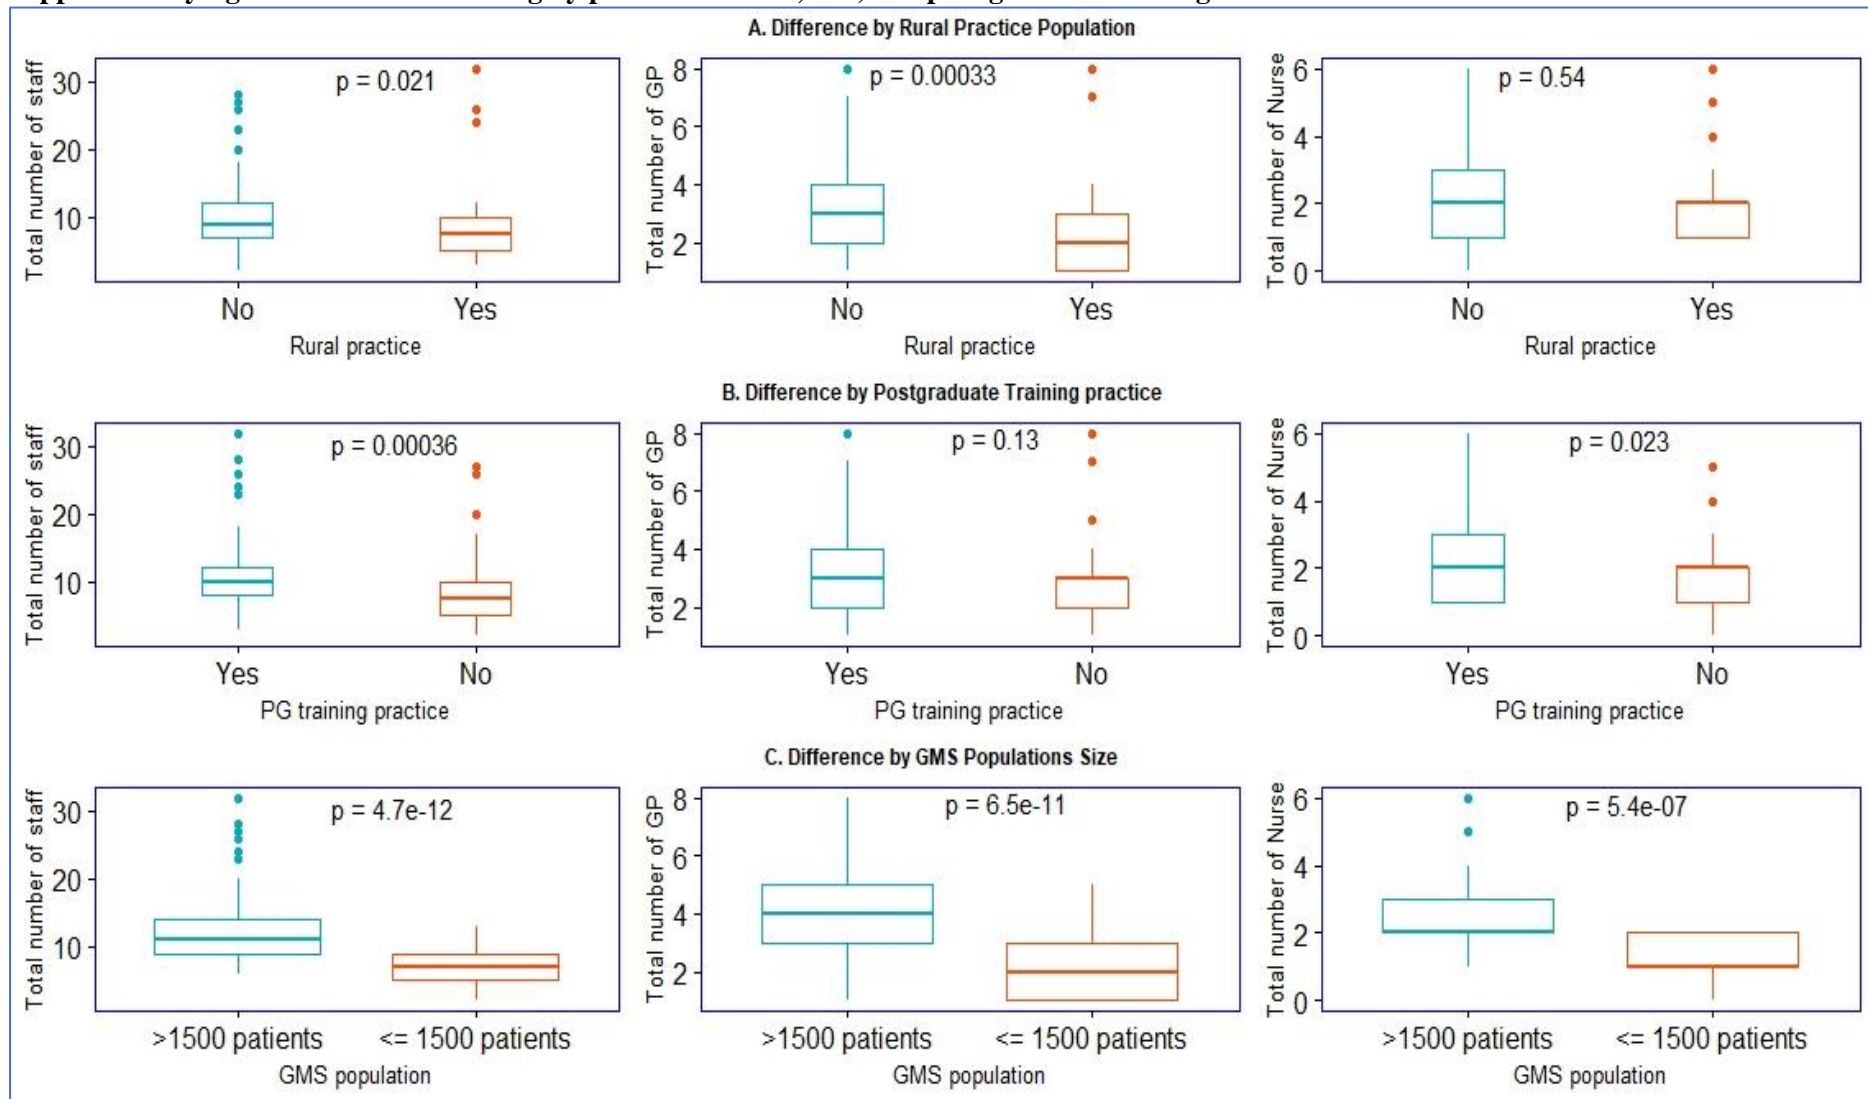 A. Difference by Rural Practice Population
Total number of staff
30
20
10
p = 0.021
No Yes
Rural practice
Total number of GP
8
6
4
2
p = 0.00033
No Yes
Rural practice
Total number of Nurse
6
4
2
0
p = 0.54
No Yes
Rural practice
B. Difference by Postgraduate Training practice
Total number of staff
30
20
10
p = 0.00036
Yes No
PG training practice
Total number of GP
8
6
4
2
p = 0.13
Yes No
PG training practice
Total number of Nurse
6
4
2
0
p = 0.023
Yes No
PG training practice
C. Difference by GMS Populations Size
Total number of staff
30
20
10
p = 4.7e-12
>1500 patients <= 1500 patients
GMS population
Total number of GP
8
6
4
2
p = 6.5e-11
>1500 patients <= 1500 patients
GMS population
Total number of Nurse
6
4
2
0
p = 5.4e-07
>1500 patients <= 1500 patients
GMS population